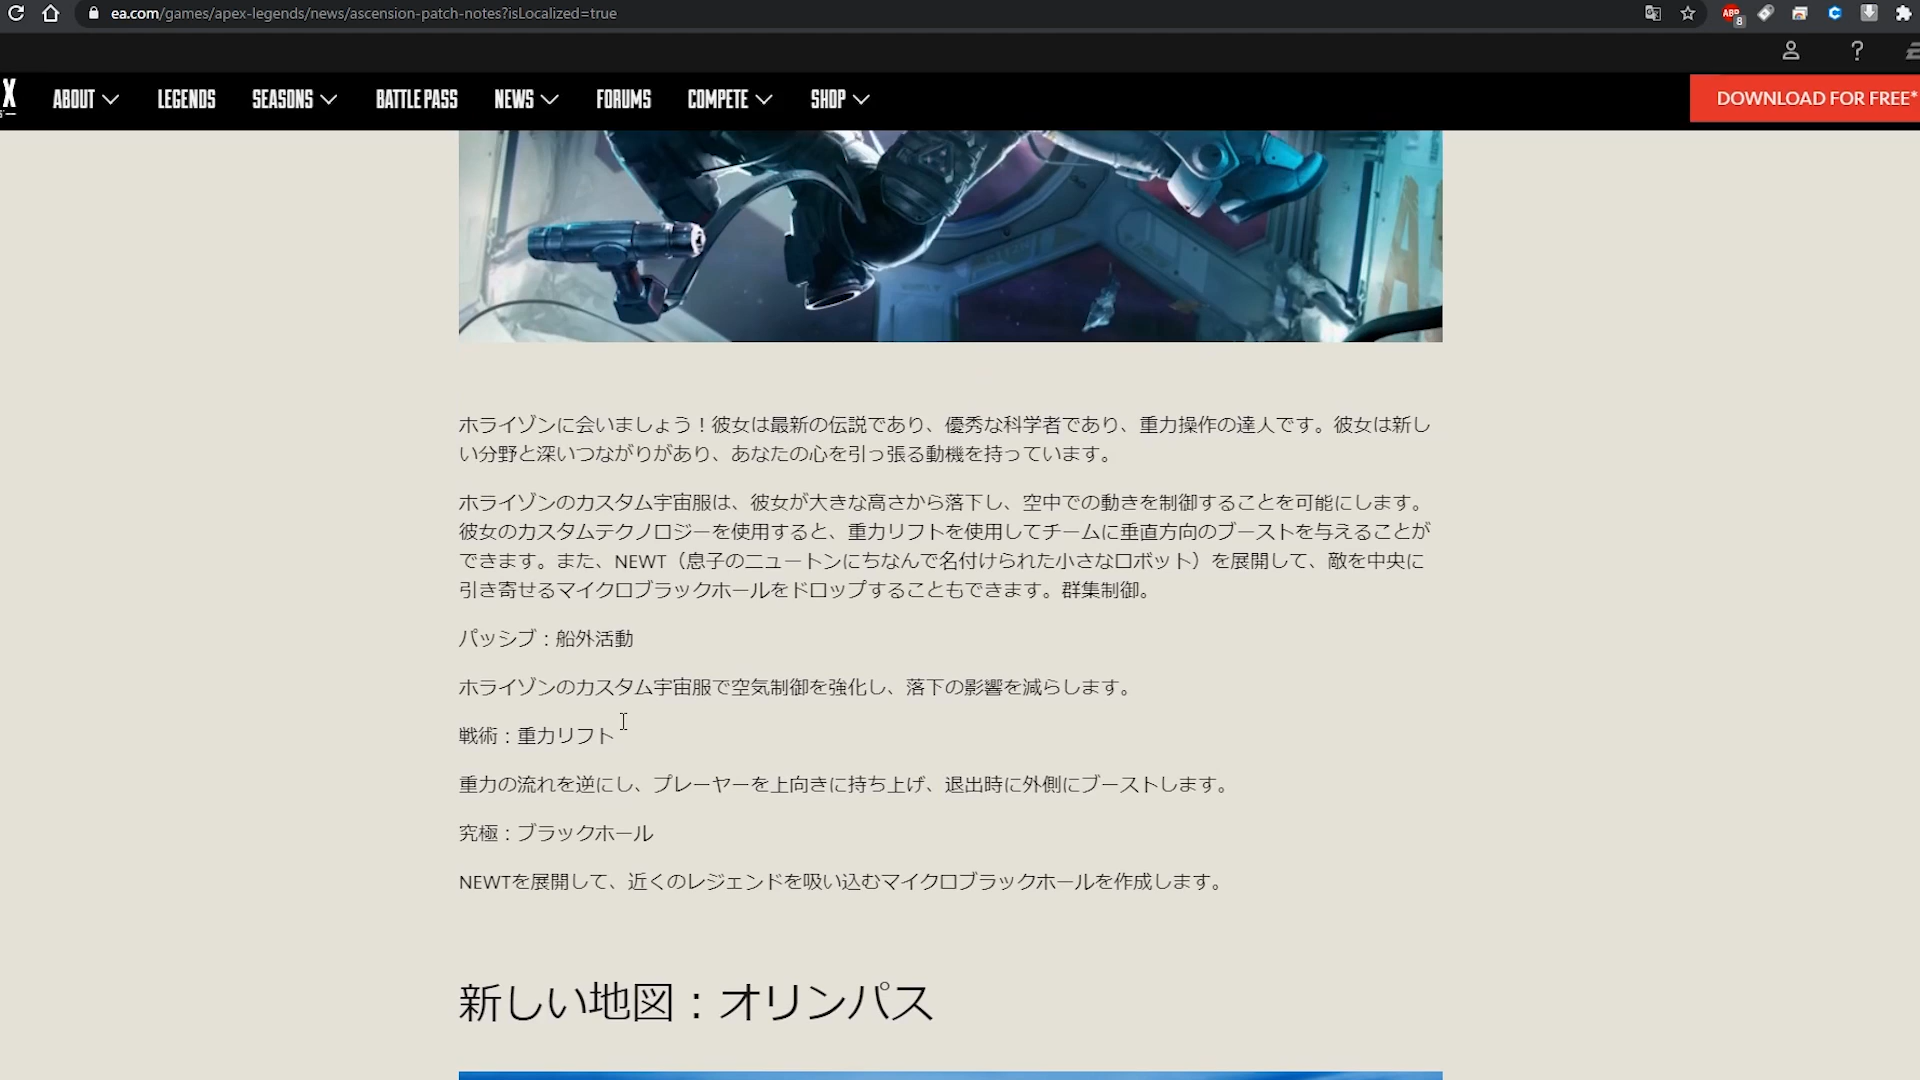 ea.com/games/apex-legends/news/ascension-patch-notes?isLocalized=true
ABP
8
X
ABOUT
LEGENDS
SEASONS
BATTLE PASS
NEWS
FORUMS
COMPETE
SHOP
DOWNLOAD FOR FREE*
ホライゾンに会いましょう！彼女は最新の伝説であり、優秀な科学者であり、重力操作の達人です。彼女は新し
い分野と深いつながりがあり、あなたの心を引っ張る動機を持っています。
ホライゾンのカスタム宇宙服は、彼女が大きな高さから落下し、空中での動きを制御することを可能にします。
彼女のカスタムテクノロジーを使用すると、重力リフトを使用してチームに垂直方向のブーストを与えることが
できます。また、NEWT（息子のニュートンにちなんで名付けられた小さなロボット）を展開して、敵を中央に
引き寄せるマイクロブラックホールをドロップすることもできます。群集制御。
パッシブ：船外活動
ホライゾンのカスタム宇宙服で空気制御を強化し、落下の影響を減らします。
戦術：重力リフト
重力の流れを逆にし、プレーヤーを上向きに持ち上げ、退出時に外側にブーストします。
究極：ブラックホール
NEWTを展開して、近くのレジェンドを吸い込むマイクロブラックホールを作成します。
新しい地図：オリンパス